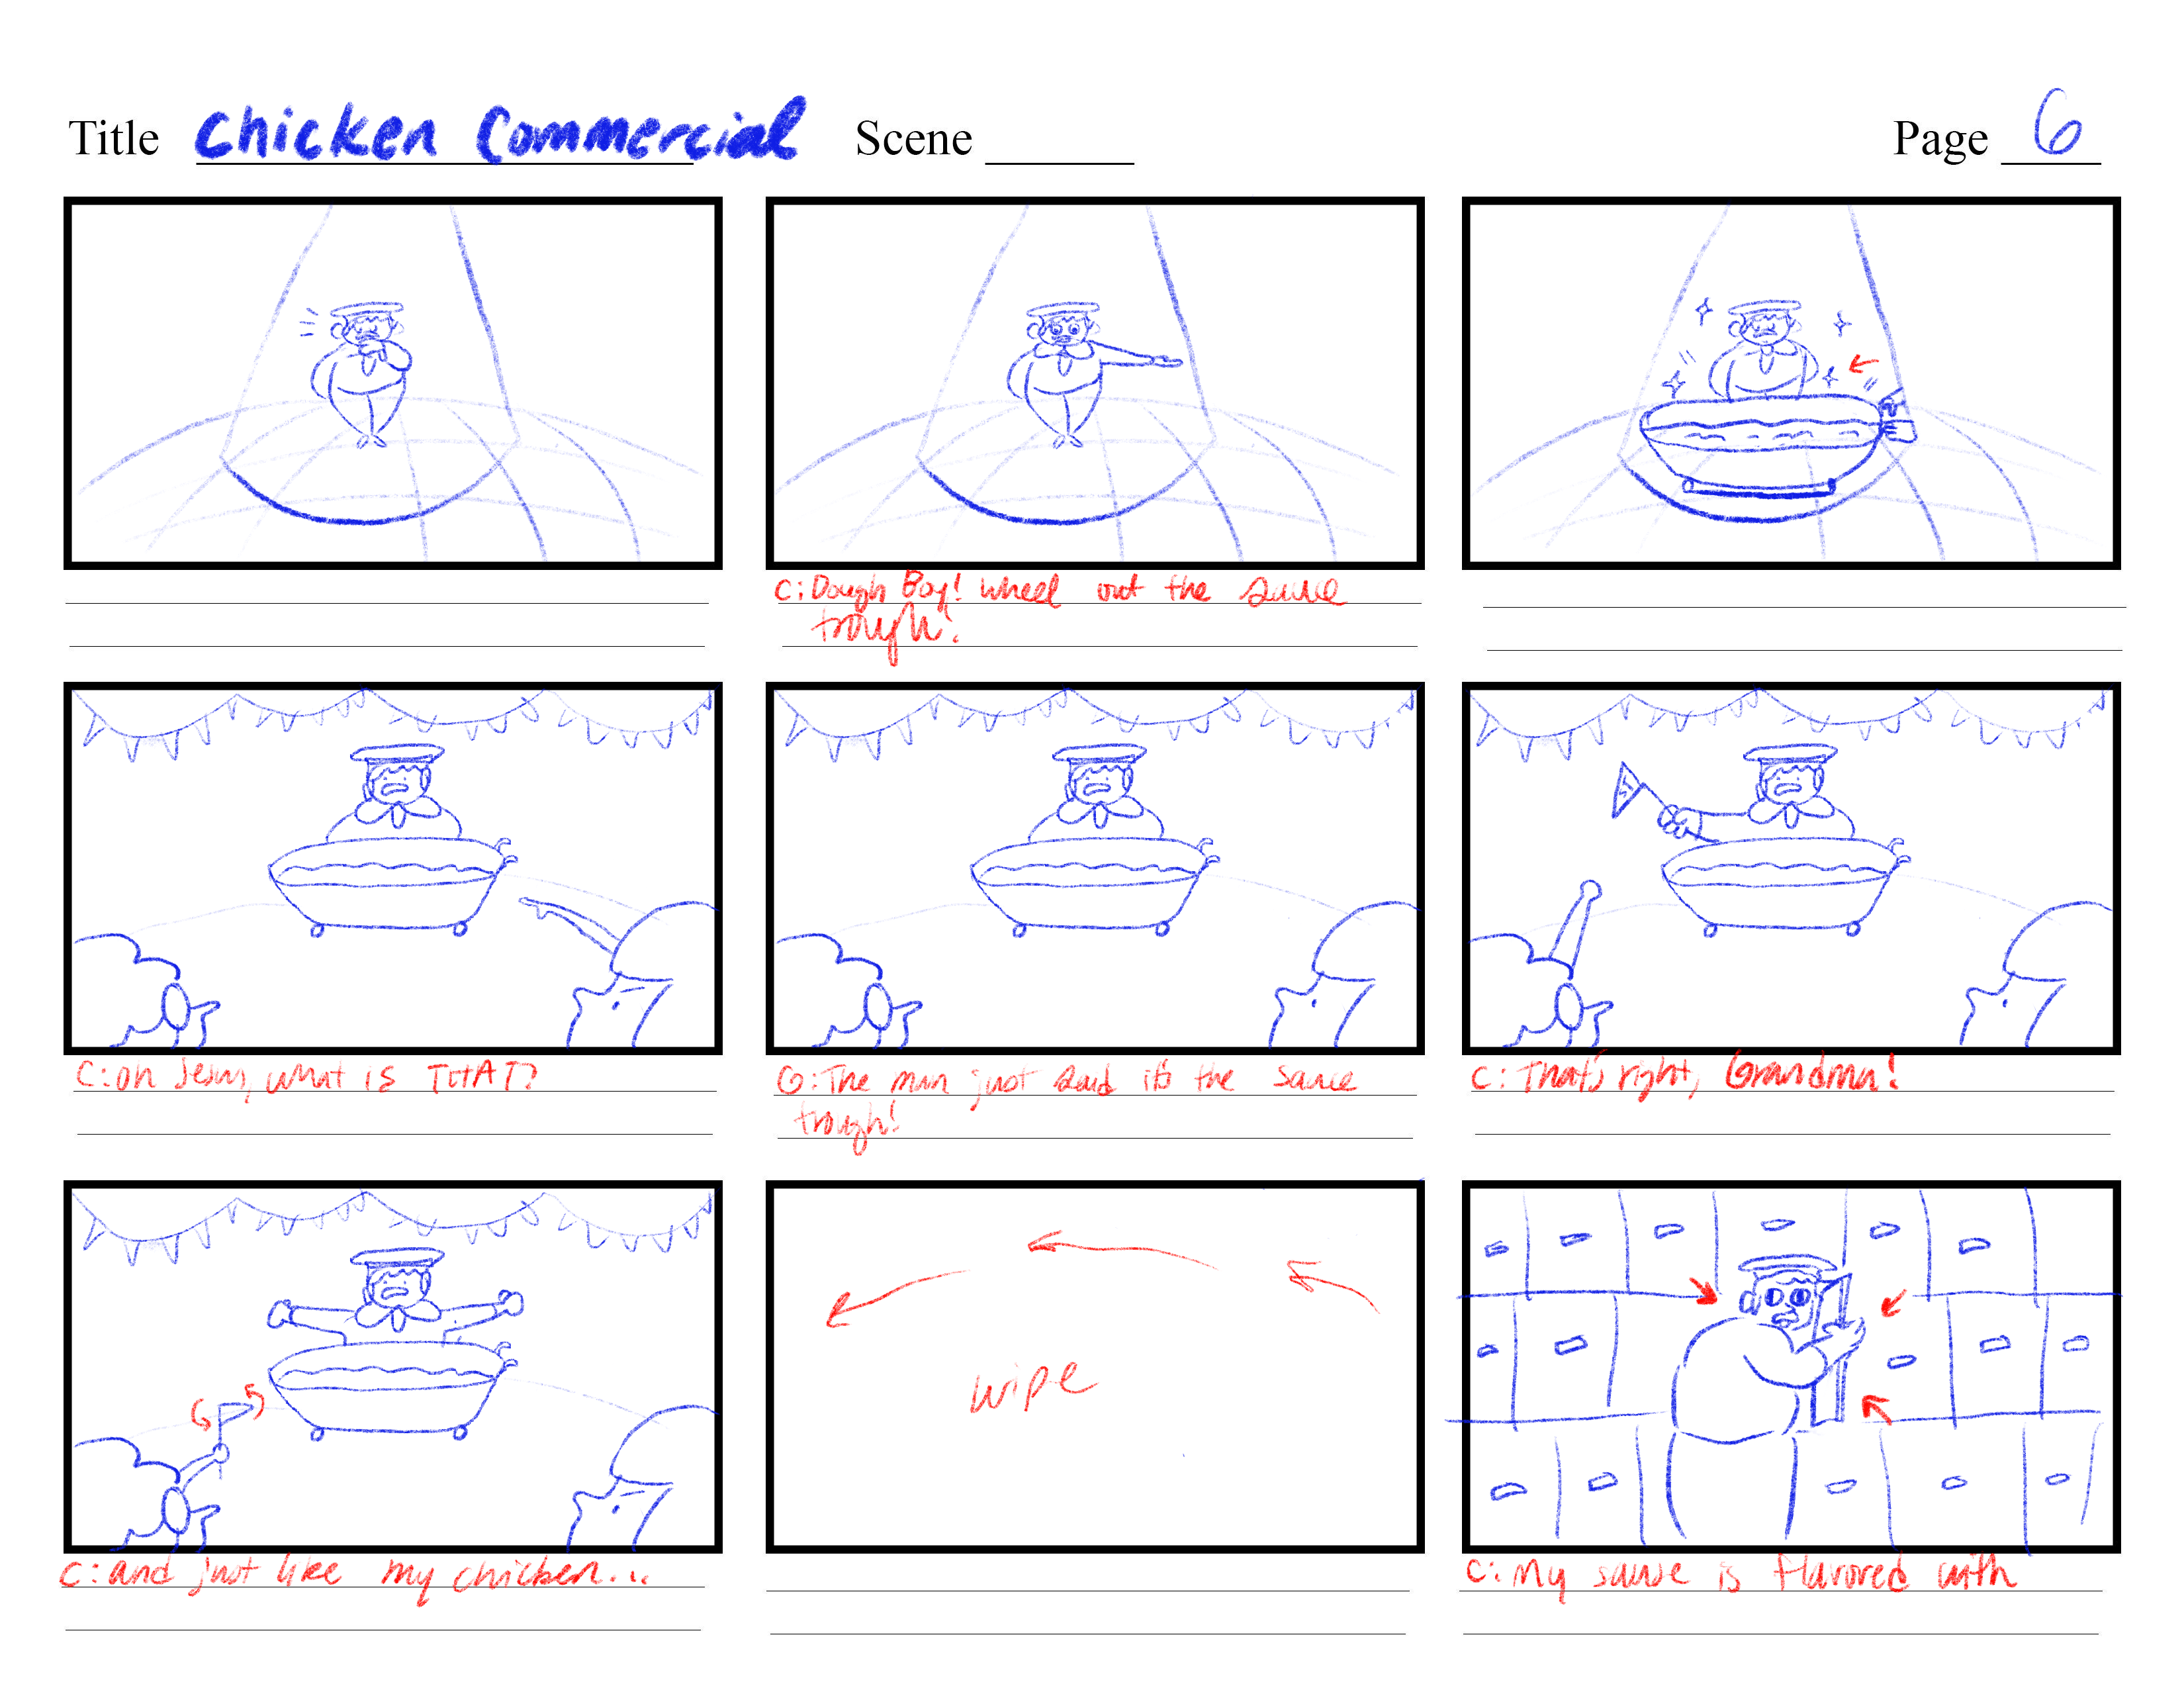 Title Chicken Commercial Scene Page 6
C: Dough Boy! Wheel out the sauce
trough!
C: Oh Jesus, what is THAT?
G: The man just said it's the sauce
trough!
C: That's right, Grandma!
C: and just like my chicken...
wipe
C: My sauce is flavored with